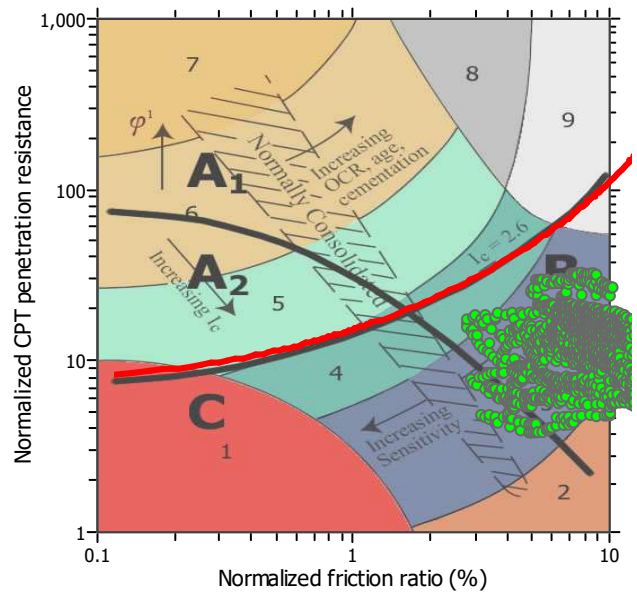 Normalized CPT penetration resistance
1,000
100
10
1
7
8
9
φ¹
Increasing
OCR, age,
cementation
Normally Consolidated
A₁
6
A₂
Increasing Ic
Ic = 2.6
B
5
4
C
1
Increasing
Sensitivity
3
2
0.1
1
10
Normalized friction ratio (%)